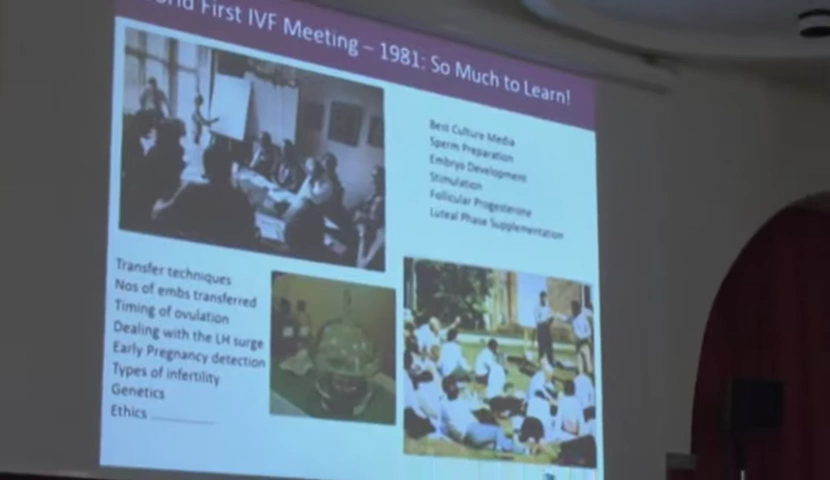 World First IVF Meeting – 1981: So Much to Learn!
Best Culture Media
Sperm Preparation
Embryo Development
Stimulation
Follicular Progesterone
Luteal Phase Supplementation
Transfer techniques
Nos of embs transferred
Timing of ovulation
Dealing with the LH surge
Early Pregnancy detection
Types of infertility
Genetics
Ethics ________